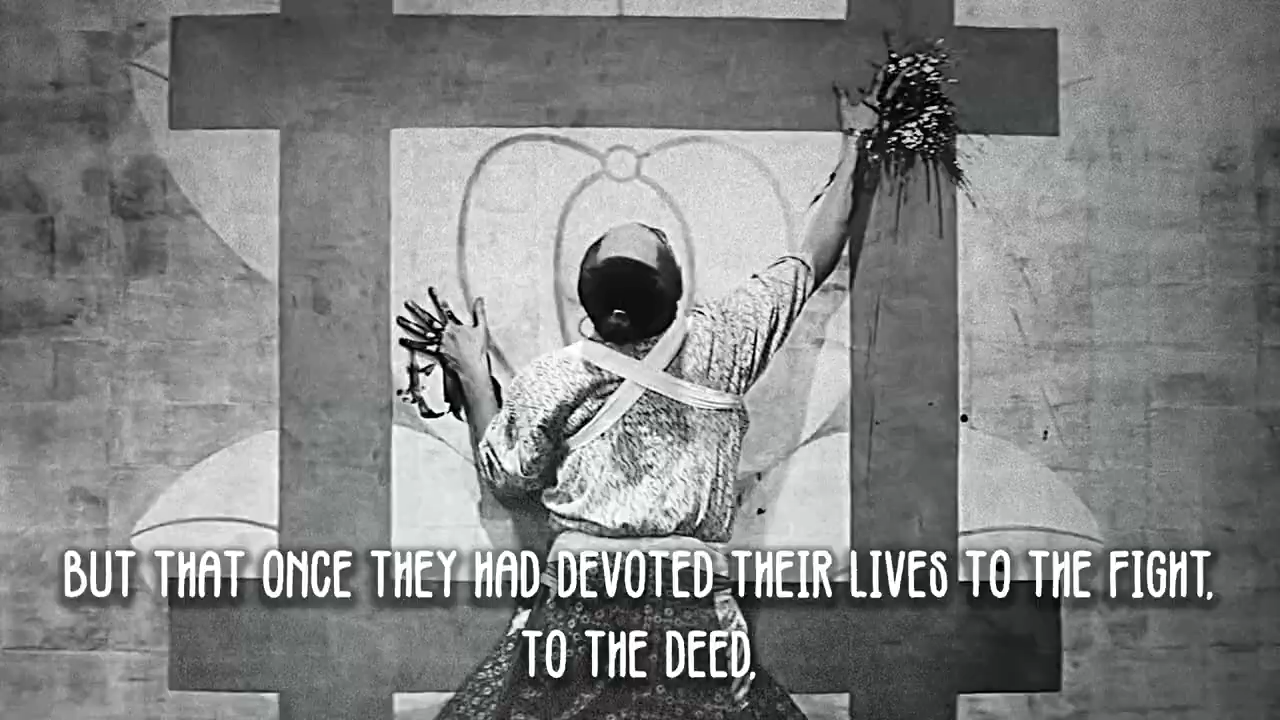 BUT THAT ONCE THEY HAD DEVOTED THEIR LIVES TO THE FIGHT,
TO THE DEED,